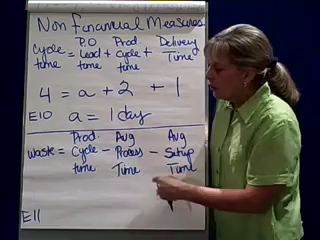 Non Financial Measures
P.O Prod. Delivery
Cycle = Lead + Cycle + Time
time time time
4 = a + 2 + 1
E10 a = 1 day
Prod. Avg Avg
Waste = Cycle - Process - Setup
time Time Time
E11